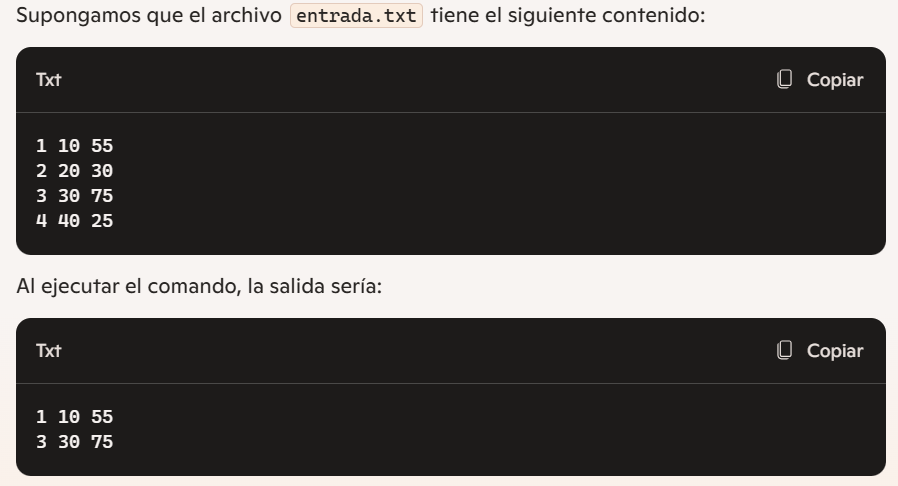 Supongamos que el archivo entrada.txt tiene el siguiente contenido:
Txt Copiar
1 10 55
2 20 30
3 30 75
4 40 25
Al ejecutar el comando, la salida sería:
Txt Copiar
1 10 55
3 30 75